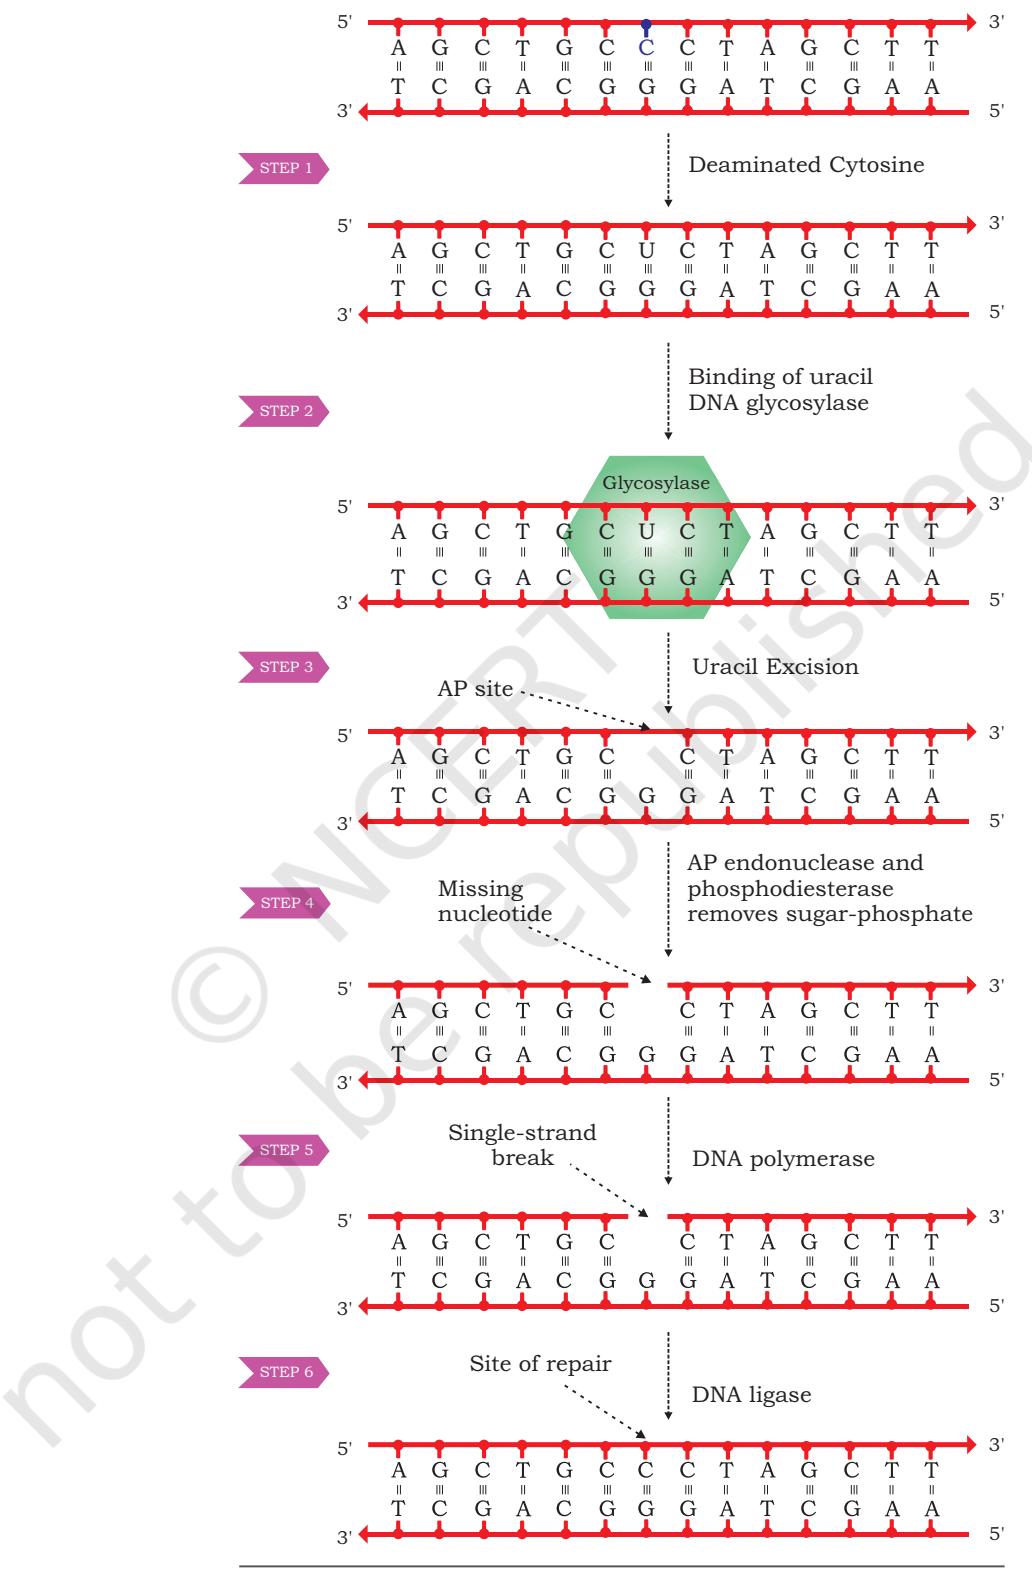 5' 3'
A G C T G C C C T A G C T T
T C G A C G G G A T C G A A
3' 5'
STEP 1
Deaminated Cytosine
5' 3'
A G C T G C U C T A G C T T
T C G A C G G G A T C G A A
3' 5'
STEP 2
Binding of uracil
DNA glycosylase
Glycosylase
5' 3'
A G C T G C U C T A G C T T
T C G A C G G G A T C G A A
3' 5'
STEP 3
Uracil Excision
AP site
5' 3'
A G C T G C C T A G C T T
T C G A C G G G A T C G A A
3' 5'
STEP 4
Missing
nucleotide
AP endonuclease and
phosphodiesterase
removes sugar-phosphate
5' 3'
A G C T G C C T A G C T T
T C G A C G G G A T C G A A
3' 5'
STEP 5
Single-strand
break
DNA polymerase
5' 3'
A G C T G C C T A G C T T
T C G A C G G G A T C G A A
3' 5'
STEP 6
Site of repair
DNA ligase
5' 3'
A G C T G C C C T A G C T T
T C G A C G G G A T C G A A
3' 5'
© NCERT
not to be republished